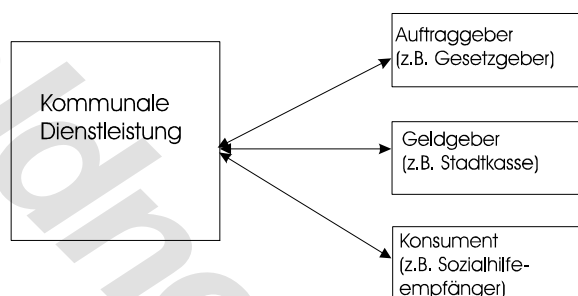 Kommunale
Dienstleistung
Auftraggeber
(z.B. Gesetzgeber)
Geldgeber
(z.B. Stadtkasse)
Konsument
(z.B. Sozialhilfe-
empfänger)